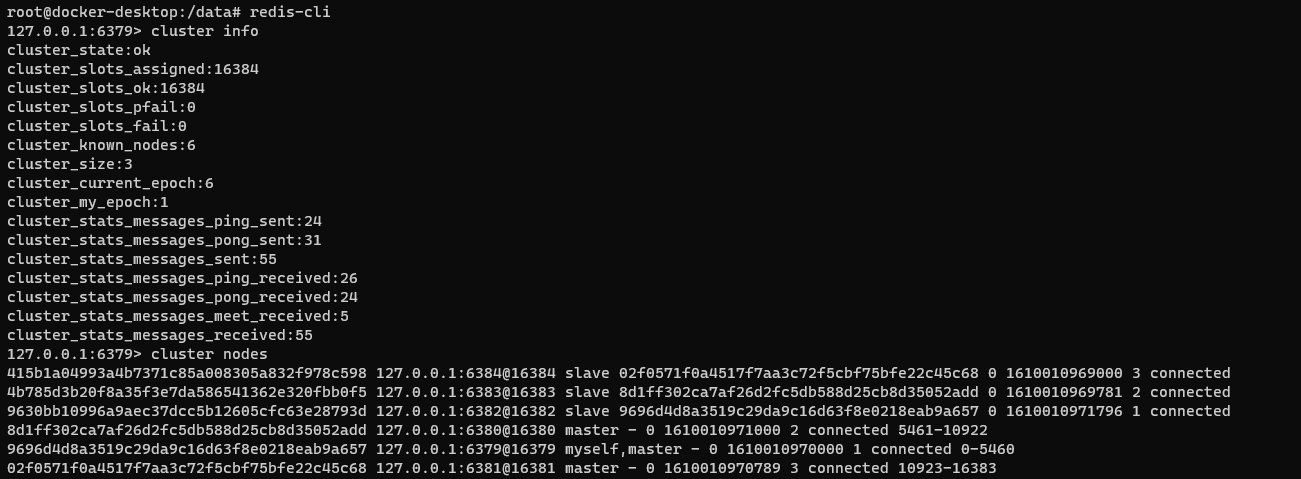 root@docker-desktop:/data# redis-cli
127.0.0.1:6379> cluster info
cluster_state:ok
cluster_slots_assigned:16384
cluster_slots_ok:16384
cluster_slots_pfail:0
cluster_slots_fail:0
cluster_known_nodes:6
cluster_size:3
cluster_current_epoch:6
cluster_my_epoch:1
cluster_stats_messages_ping_sent:24
cluster_stats_messages_pong_sent:31
cluster_stats_messages_sent:55
cluster_stats_messages_ping_received:26
cluster_stats_messages_pong_received:24
cluster_stats_messages_meet_received:5
cluster_stats_messages_received:55
127.0.0.1:6379> cluster nodes
415b1a04993a4b7371c85a008305a832f978c598 127.0.0.1:6384@16384 slave 02f0571f0a4517f7aa3c72f5cbf75bfe22c45c68 0 1610010969000 3 connected
4b785d3b20f8a35f3e7da586541362e320fbb0f5 127.0.0.1:6383@16383 slave 8d1ff302ca7af26d2fc5db588d25cb8d35052add 0 1610010969781 2 connected
9630bb10996a9aec37dcc5b12605cfc63e28793d 127.0.0.1:6382@16382 slave 9696d4d8a3519c29da9c16d63f8e0218eab9a657 0 1610010971796 1 connected
8d1ff302ca7af26d2fc5db588d25cb8d35052add 127.0.0.1:6380@16380 master - 0 1610010971000 2 connected 5461-10922
9696d4d8a3519c29da9c16d63f8e0218eab9a657 127.0.0.1:6379@16379 myself,master - 0 1610010970000 1 connected 0-5460
02f0571f0a4517f7aa3c72f5cbf75bfe22c45c68 127.0.0.1:6381@16381 master - 0 1610010970789 3 connected 10923-16383